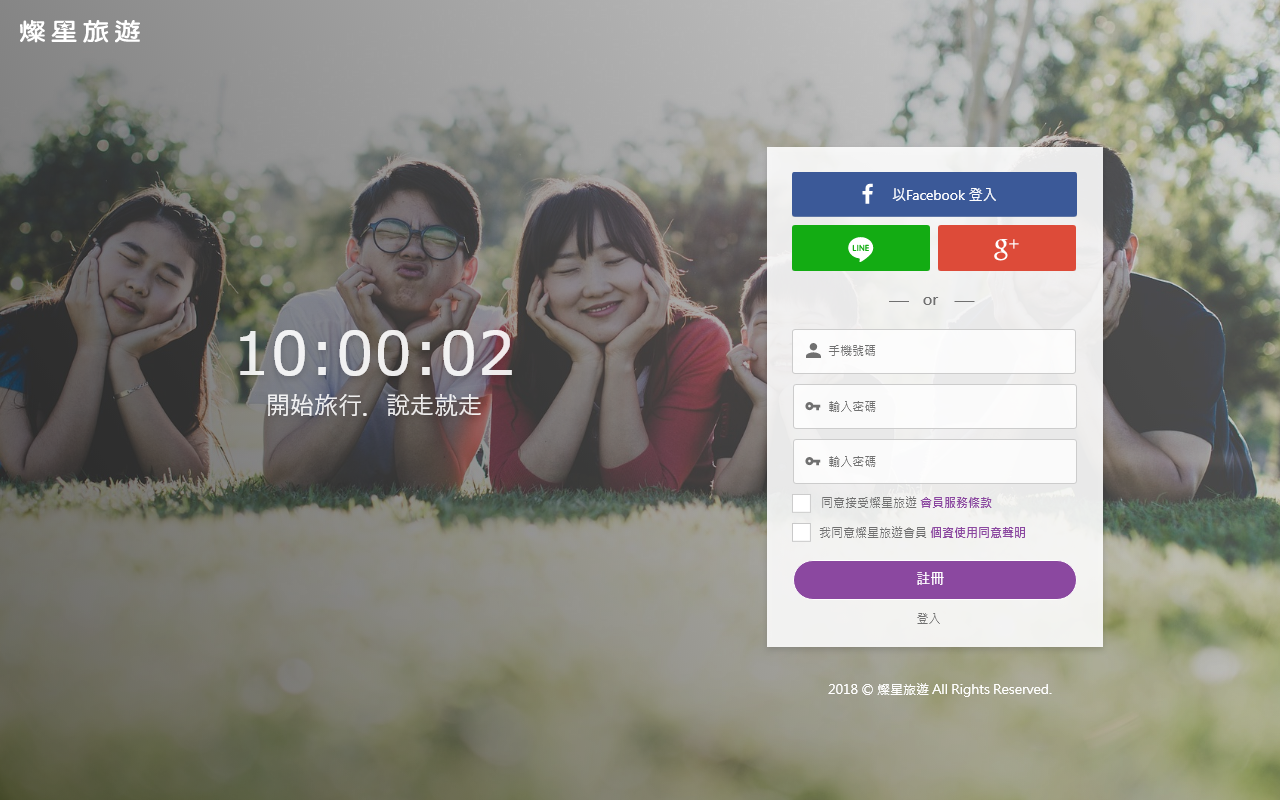 燦星旅遊
10:00:02
開始旅行．說走就走
以Facebook 登入
LINE
g+
or
手機號碼
輸入密碼
輸入密碼
同意接受燦星旅遊 會員服務條款
我同意燦星旅遊會員 個資使用同意聲明
註冊
登入
2018 © 燦星旅遊 All Rights Reserved.